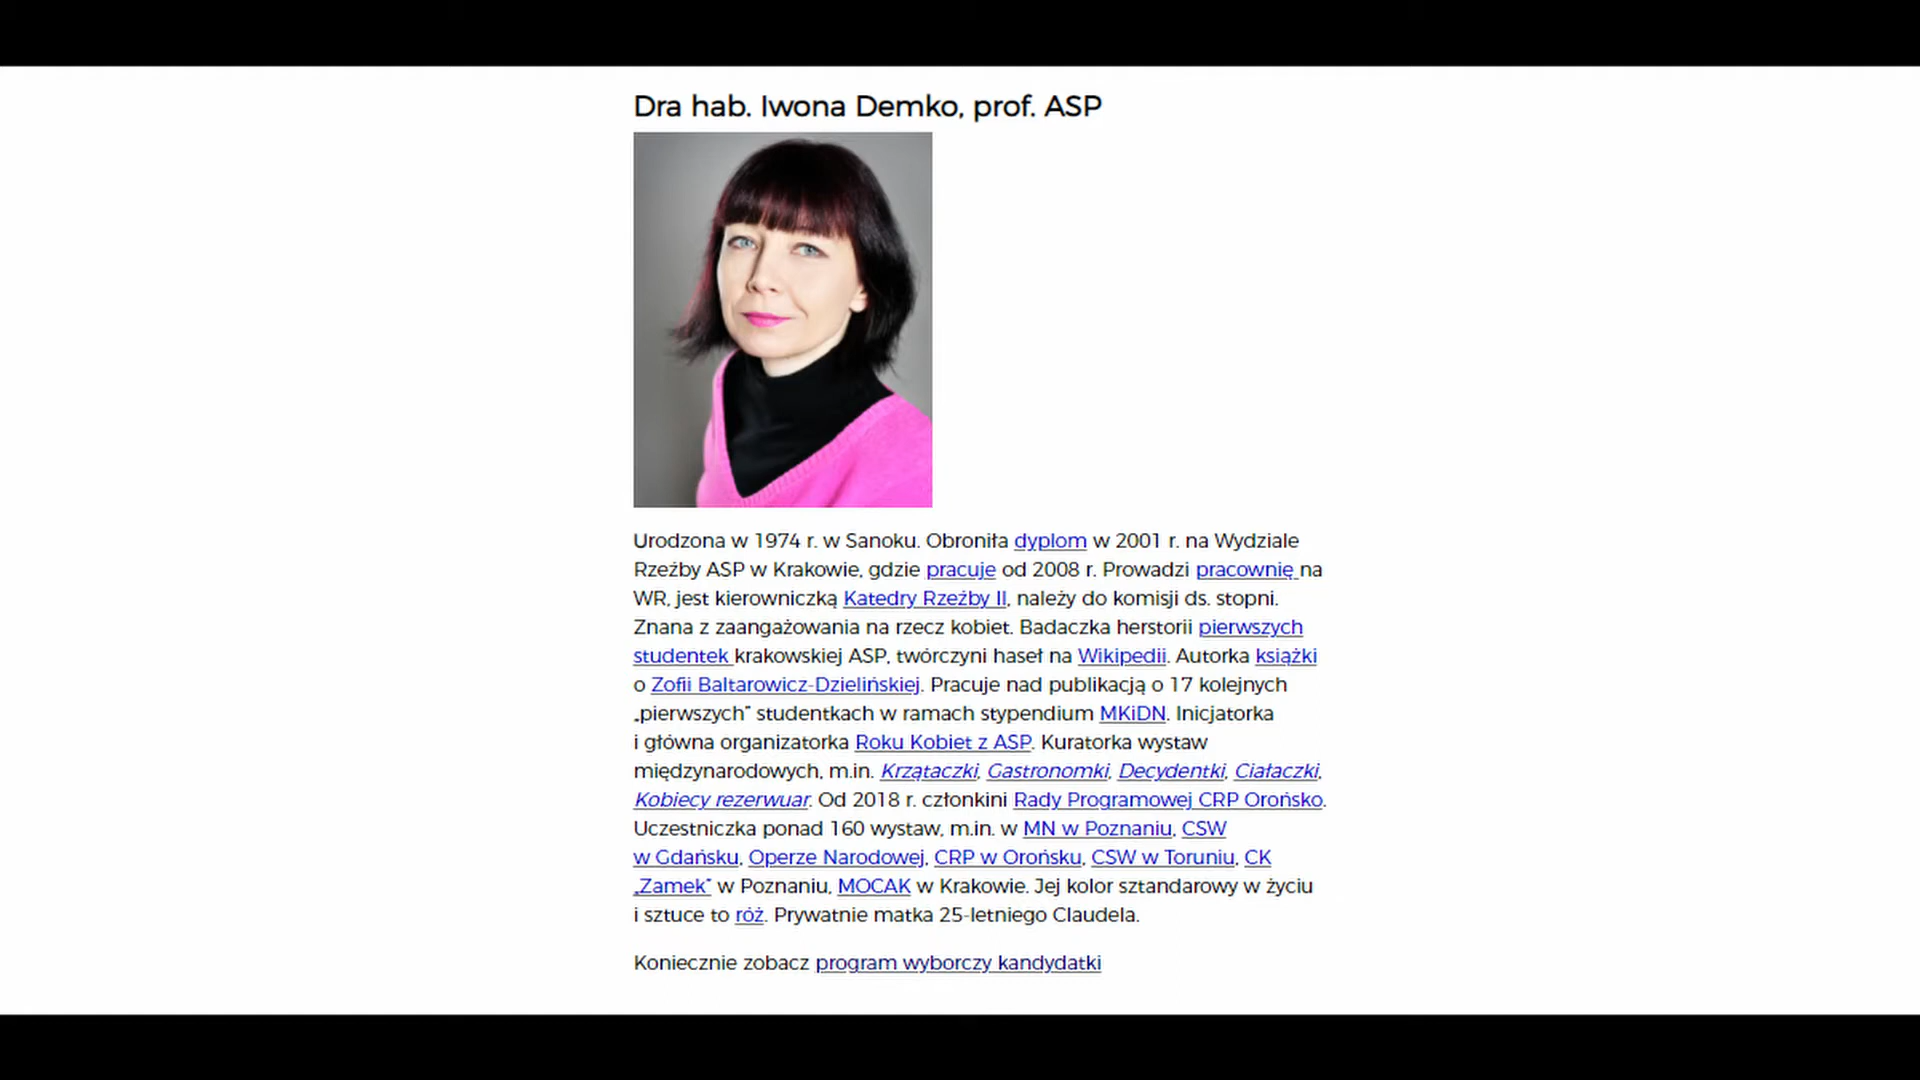 Dra hab. Iwona Demko, prof. ASP
Urodzona w 1974 r. w Sanoku. Obroniła dyplom w 2001 r. na Wydziale
Rzeźby ASP w Krakowie, gdzie pracuje od 2008 r. Prowadzi pracownię na
WR, jest kierowniczką Katedry Rzeźby II, należy do komisji ds. stopni.
Znana z zaangażowania na rzecz kobiet. Badaczka herstorii pierwszych
studentek krakowskiej ASP, twórczyni haseł na Wikipedii. Autorka książki
o Zofii Baltarowicz-Dzielińskiej. Pracuje nad publikacją o 17 kolejnych
„pierwszych” studentkach w ramach stypendium MKiDN. Inicjatorka
i główna organizatorka Roku Kobiet z ASP. Kuratorka wystaw
międzynarodowych, m.in. Krzątaczki, Gastronomki, Decydentki, Ciałaczki,
Kobiecy rezerwuar. Od 2018 r. członkini Rady Programowej CRP Orońsko.
Uczestniczka ponad 160 wystaw, m.in. w MN w Poznaniu, CSW
w Gdańsku, Operze Narodowej, CRP w Orońsku, CSW w Toruniu, CK
„Zamek” w Poznaniu, MOCAK w Krakowie. Jej kolor sztandarowy w życiu
i sztuce to róż. Prywatnie matka 25-letniego Claudela.
Koniecznie zobacz program wyborczy kandydatki